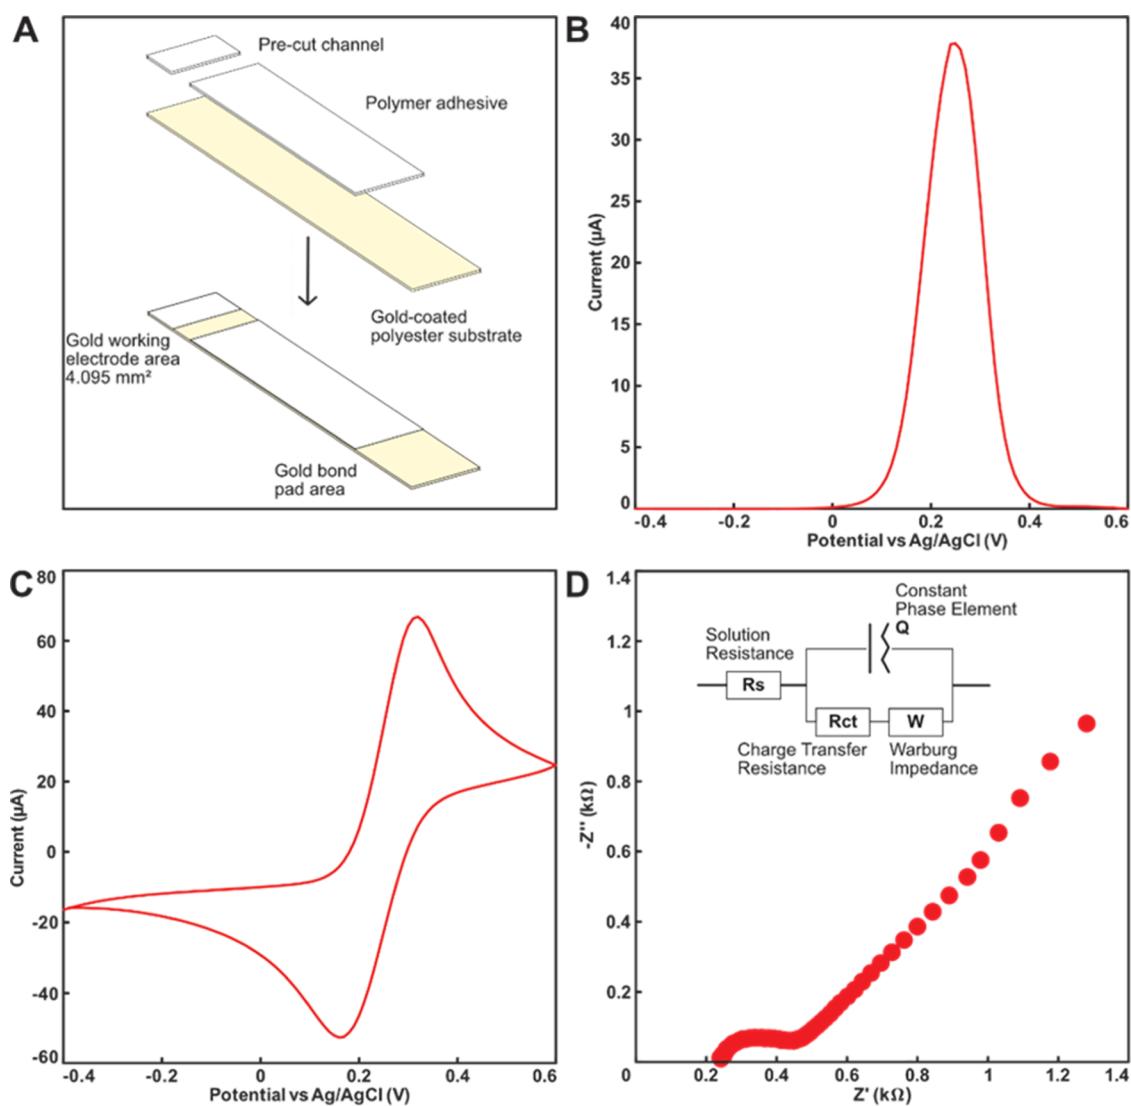 A
Pre-cut channel
Polymer adhesive
Gold-coated
polyester substrate
Gold working
electrode area
4.095 mm²
Gold bond
pad area
B
40
35
30
25
20
15
10
5
0
Current (µA)
-0.4 -0.2 0 0.2 0.4 0.6
Potential vs Ag/AgCl (V)
C
80
60
40
20
0
-20
-40
-60
Current (µA)
-0.4 -0.2 0 0.2 0.4 0.6
Potential vs Ag/AgCl (V)
D
1.4
1.2
1
0.8
0.6
0.4
0.2
-Z'' (kΩ)
Constant
Phase Element
Q
Solution
Resistance
Rs
Rct
W
Charge Transfer
Resistance
Warburg
Impedance
0 0.2 0.4 0.6 0.8 1 1.2 1.4
Z' (kΩ)